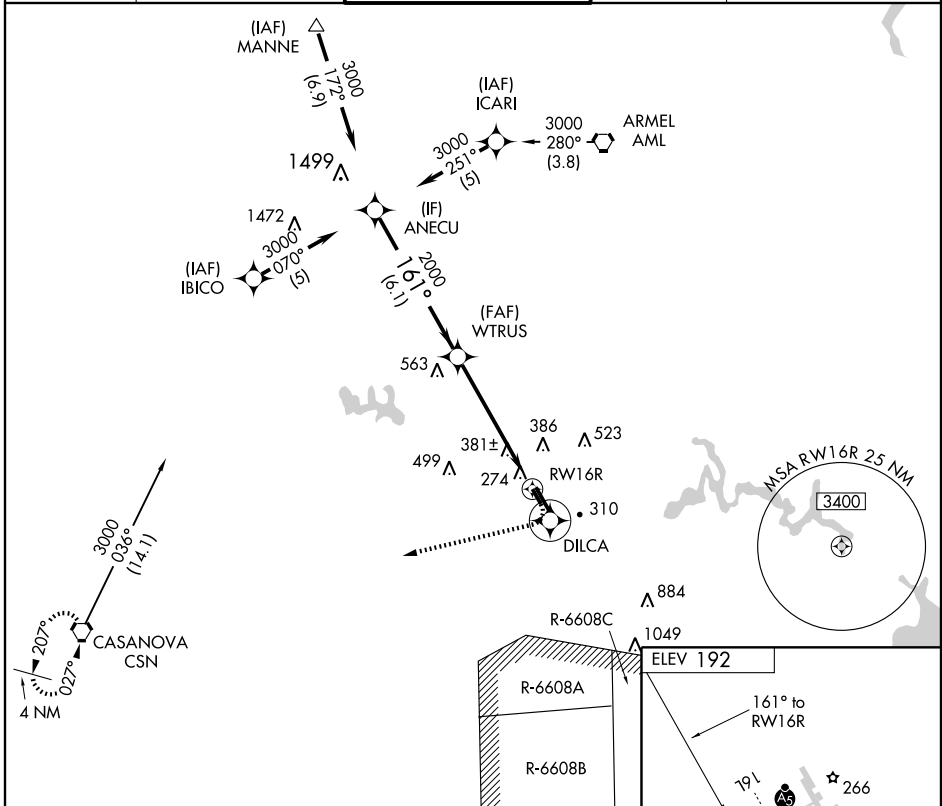 (IAF)
MANNE
3000
172°
(6.9)
(IAF)
ICARI
3000
280°
(3.8)
ARMEL
AML
3000
251°
(5)
1499
1472
3000
070°
(5)
(IAF)
IBICO
(IF)
ANECU
2000
161°
(6.1)
(FAF)
WTRUS
563
381±
386
523
499
274
RW16R
310
DILCA
MSA RW16R 25 NM
3400
3000
036°
(14.1)
207°
027°
CASANOVA
CSN
4 NM
884
R-6608C
1049
R-6608A
R-6608B
ELEV 192
161° to
RW16R
16L
A5
266